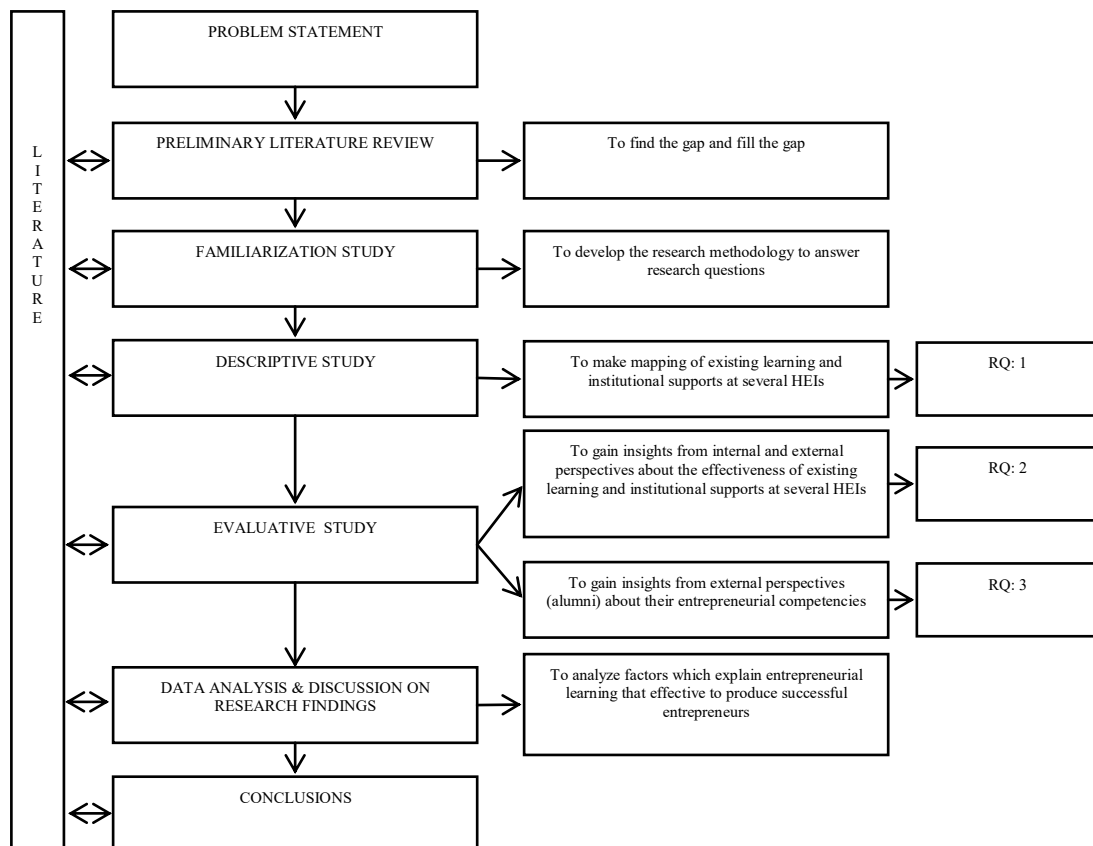 PROBLEM STATEMENT
L
I
T
E
R
A
T
U
R
E
PRELIMINARY LITERATURE REVIEW
To find the gap and fill the gap
FAMILIARIZATION STUDY
To develop the research methodology to answer
research questions
DESCRIPTIVE STUDY
To make mapping of existing learning and
institutional supports at several HEIs
RQ: 1
To gain insights from internal and external
perspectives about the effectiveness of existing
learning and institutional supports at several HEIs
RQ: 2
EVALUATIVE STUDY
To gain insights from external perspectives
(alumni) about their entrepreneurial competencies
RQ: 3
DATA ANALYSIS & DISCUSSION ON
RESEARCH FINDINGS
To analyze factors which explain entrepreneurial
learning that effective to produce successful
entrepreneurs
CONCLUSIONS